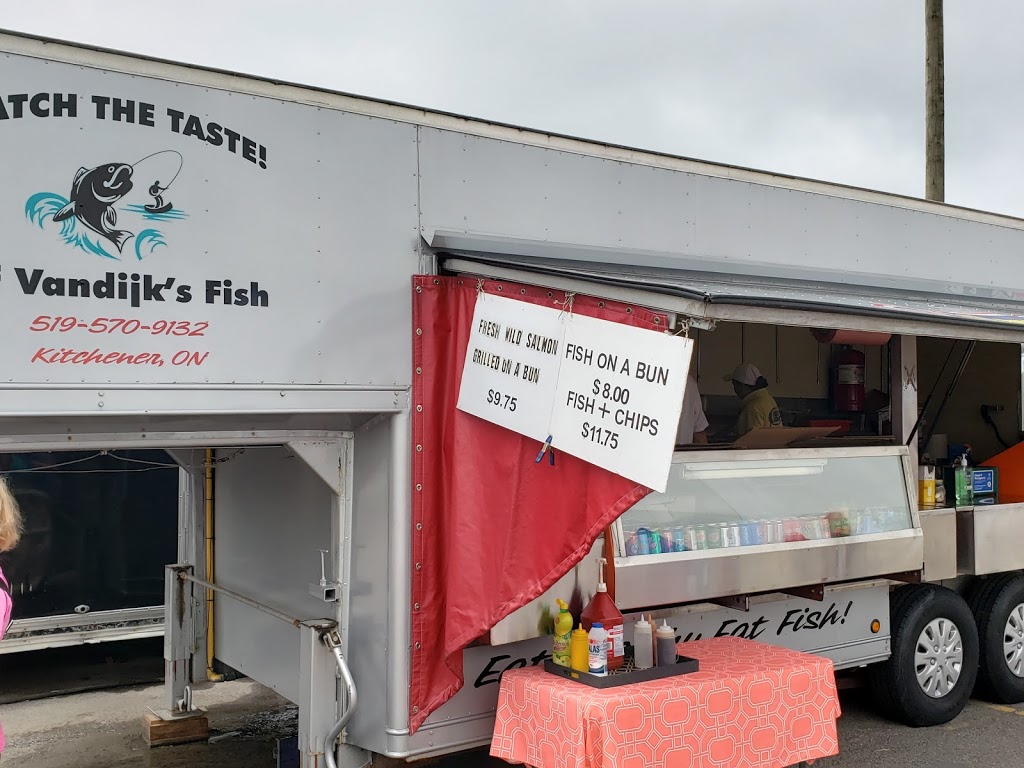 ATCH THE TASTE!
Vandijk's Fish
519-570-9132
Kitchener, ON
FRESH WILD SALMON
GRILLED ON A BUN
$9.75
FISH ON A BUN
$8.00
FISH + CHIPS
$11.75
Eat Fish!